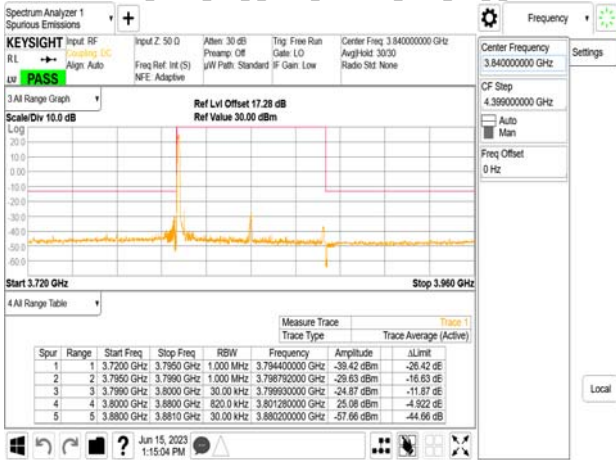 Spectrum Analyzer 1
Spurious Emissions
Frequency
KEYSIGHT
RL
LV PASS
Input: RF
Coupling: DC
Align: Auto
Input Z: 50 Ω
Freq Ref: Int (S)
NFE: Adaptive
Atten: 30 dB
Preamp: Off
µW Path: Standard
Trig: Free Run
Gate: LO
IF Gain: Low
Center Freq: 3.840000000 GHz
Avg|Hold: 30/30
Radio Std: None
Center Frequency
3.840000000 GHz
Settings
CF Step
4.399000000 GHz
Auto
Man
Freq Offset
0 Hz
Local
3 All Range Graph
Scale/Div 10.0 dB
Ref Lvl Offset 17.28 dB
Ref Value 30.00 dBm
Log
20.0
10.0
0.00
-10.0
-20.0
-30.0
-40.0
-50.0
-60.0
Start 3.720 GHz
Stop 3.960 GHz
4 All Range Table
Measure Trace Trace 1
Trace Type Trace Average (Active)
Spur Range Start Freq Stop Freq RBW Frequency Amplitude ΔLimit
1 1 3.7200 GHz 3.7950 GHz 1.000 MHz 3.794400000 GHz -39.42 dBm -26.42 dB
2 2 3.7950 GHz 3.7990 GHz 1.000 MHz 3.798792000 GHz -29.63 dBm -16.63 dB
3 3 3.7990 GHz 3.8000 GHz 30.00 kHz 3.799930000 GHz -24.87 dBm -11.87 dB
4 4 3.8000 GHz 3.8800 GHz 820.0 kHz 3.801280000 GHz 25.08 dBm -4.922 dB
5 5 3.8800 GHz 3.8810 GHz 30.00 kHz 3.880200000 GHz -57.66 dBm -44.66 dB
Jun 15, 2023
1:15:04 PM